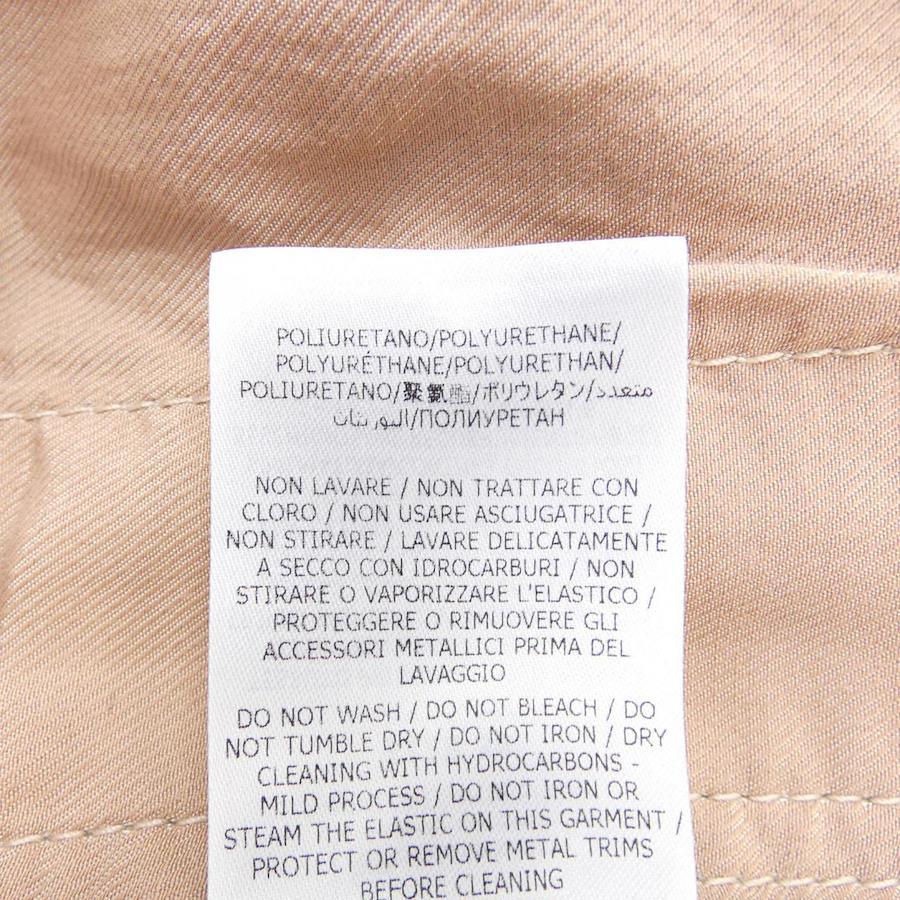 POLIURETANO/POLYURETHANE/
POLYURÉTHANE/POLYURETHAN/
POLIURETANO/聚氨酯/ポリウレタン/متعدد
اليوريتان/ПОЛИУРЕТАН
NON LAVARE / NON TRATTARE CON
CLORO / NON USARE ASCIUGATRICE /
NON STIRARE / LAVARE DELICATAMENTE
A SECCO CON IDROCARBURI / NON
STIRARE O VAPORIZZARE L'ELASTICO /
PROTEGGERE O RIMUOVERE GLI
ACCESSORI METALLICI PRIMA DEL
LAVAGGIO
DO NOT WASH / DO NOT BLEACH / DO
NOT TUMBLE DRY / DO NOT IRON / DRY
CLEANING WITH HYDROCARBONS -
MILD PROCESS / DO NOT IRON OR
STEAM THE ELASTIC ON THIS GARMENT /
PROTECT OR REMOVE METAL TRIMS
BEFORE CLEANING